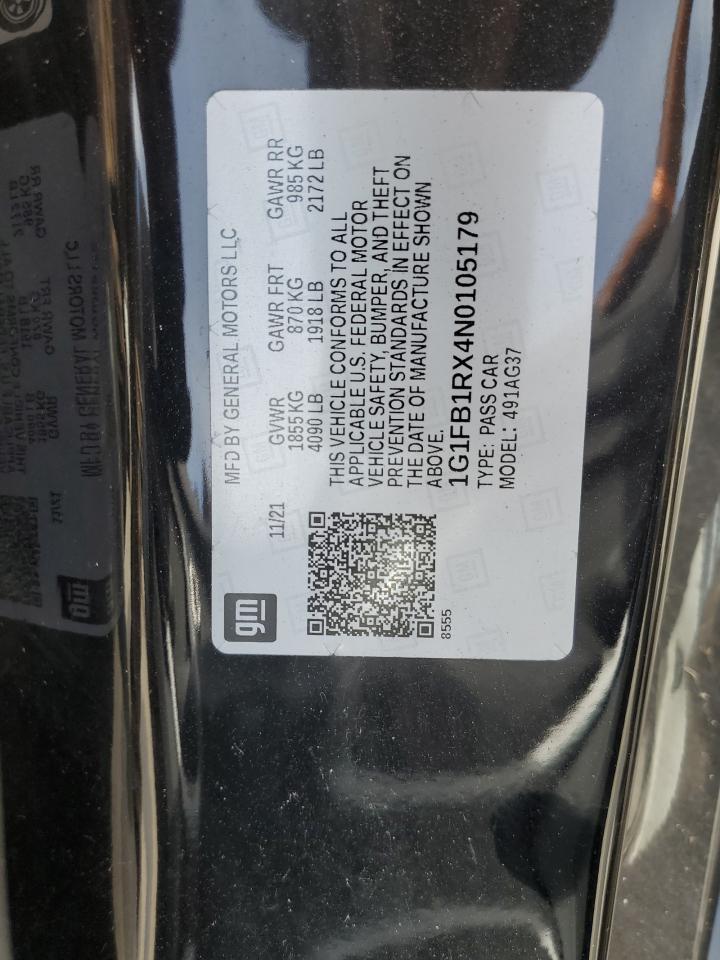 gm
MFD BY GENERAL MOTORS LLC
11/21 GVWR GAWR FRT GAWR RR
1855 KG 870 KG 985 KG
4090 LB 1918 LB 2172 LB
THIS VEHICLE CONFORMS TO ALL
APPLICABLE U.S. FEDERAL MOTOR
VEHICLE SAFETY, BUMPER, AND THEFT
PREVENTION STANDARDS IN EFFECT ON
THE DATE OF MANUFACTURE SHOWN
ABOVE.
1G1FB1RX4N0105179
TYPE: PASS CAR
MODEL: 491AG37
8555